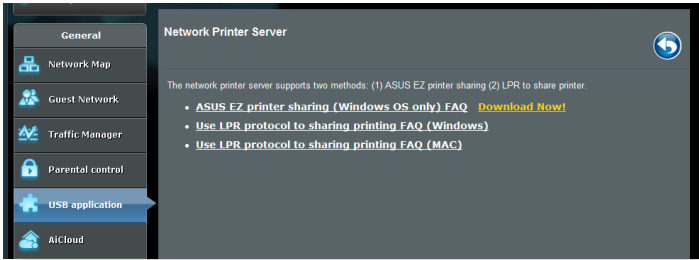 General
Network Map
Guest Network
Traffic Manager
Parental control
USB application
AiCloud
Network Printer Server
The network printer server supports two methods: (1) ASUS EZ printer sharing (2) LPR to share printer.
ASUS EZ printer sharing (Windows OS only) FAQ Download Now!
Use LPR protocol to sharing printing FAQ (Windows)
Use LPR protocol to sharing printing FAQ (MAC)